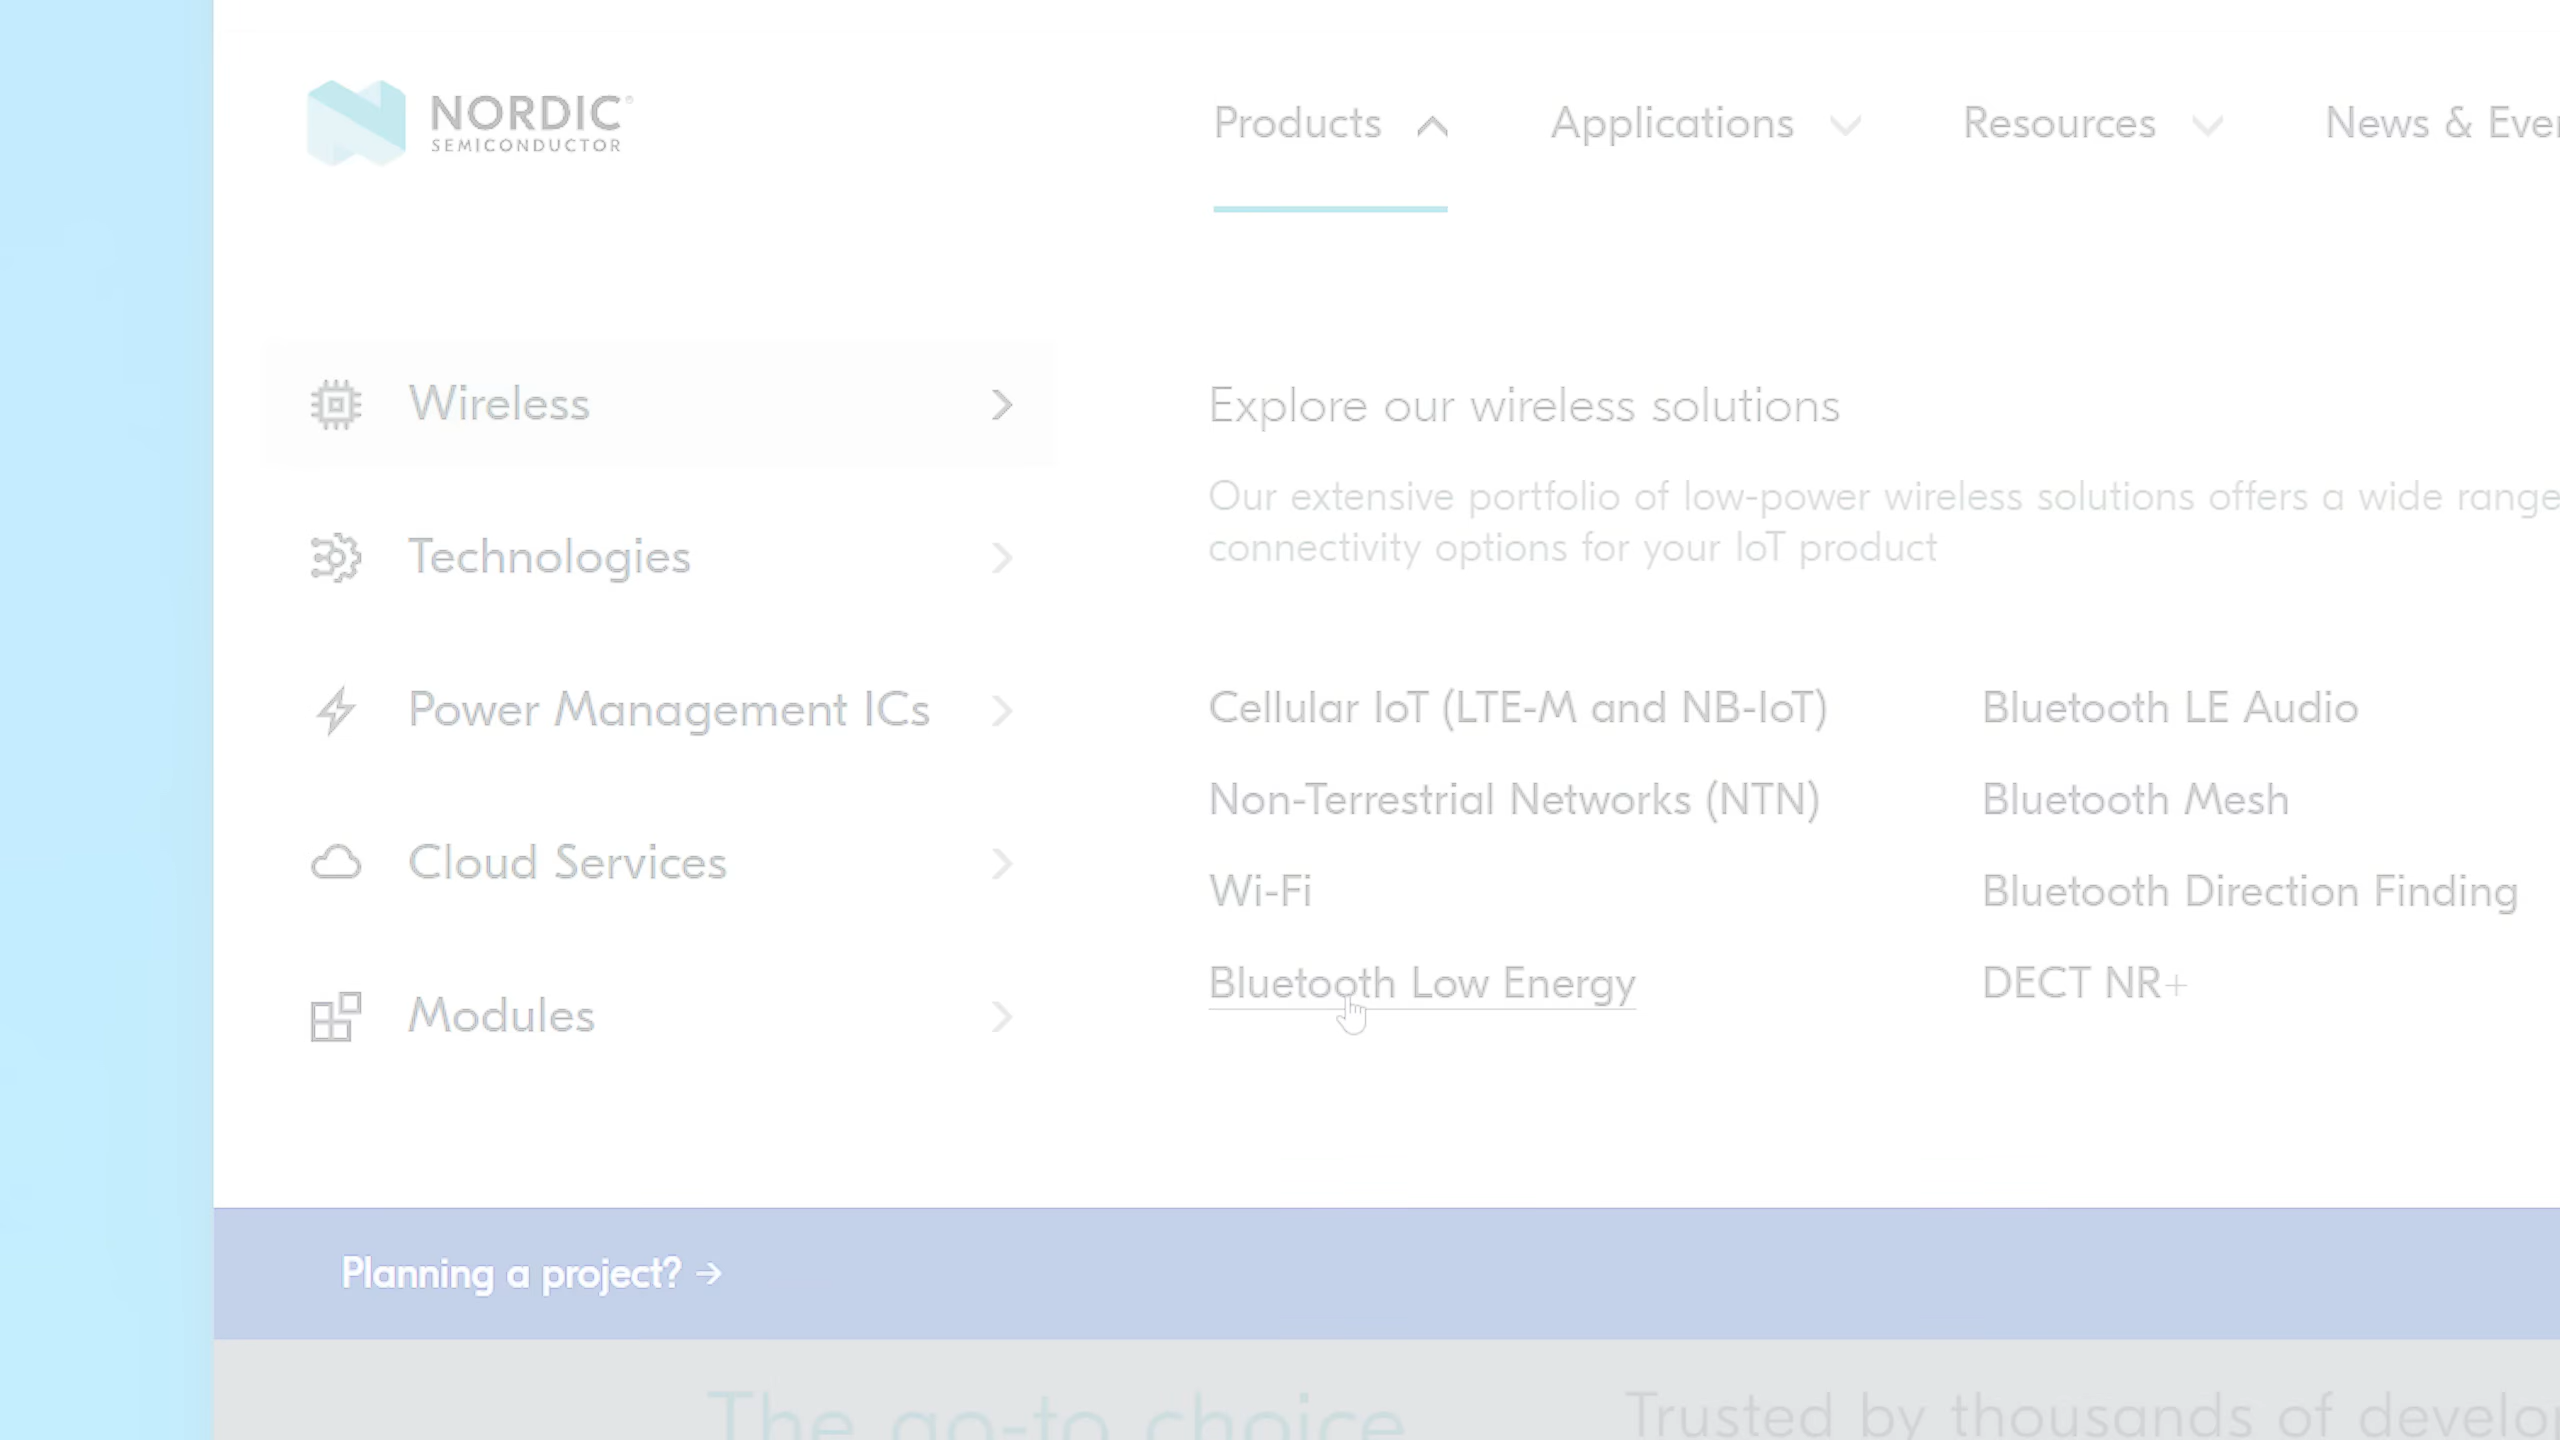 NORDIC
SEMICONDUCTOR
Products
Applications
Resources
News &
Wireless
Technologies
Power Management ICs
Cloud Services
Modules
Explore our wireless solutions
Our extensive portfolio of low-power wireless solutions offers a wide range
connectivity options for your IoT product
Cellular IoT (LTE-M and NB-IoT)
Non-Terrestrial Networks (NTN)
Wi-Fi
Bluetooth Low Energy
Bluetooth LE Audio
Bluetooth Mesh
Bluetooth Direction Finding
DECT NR+
Planning a project? →
The go-to choice
Trusted by thousands of